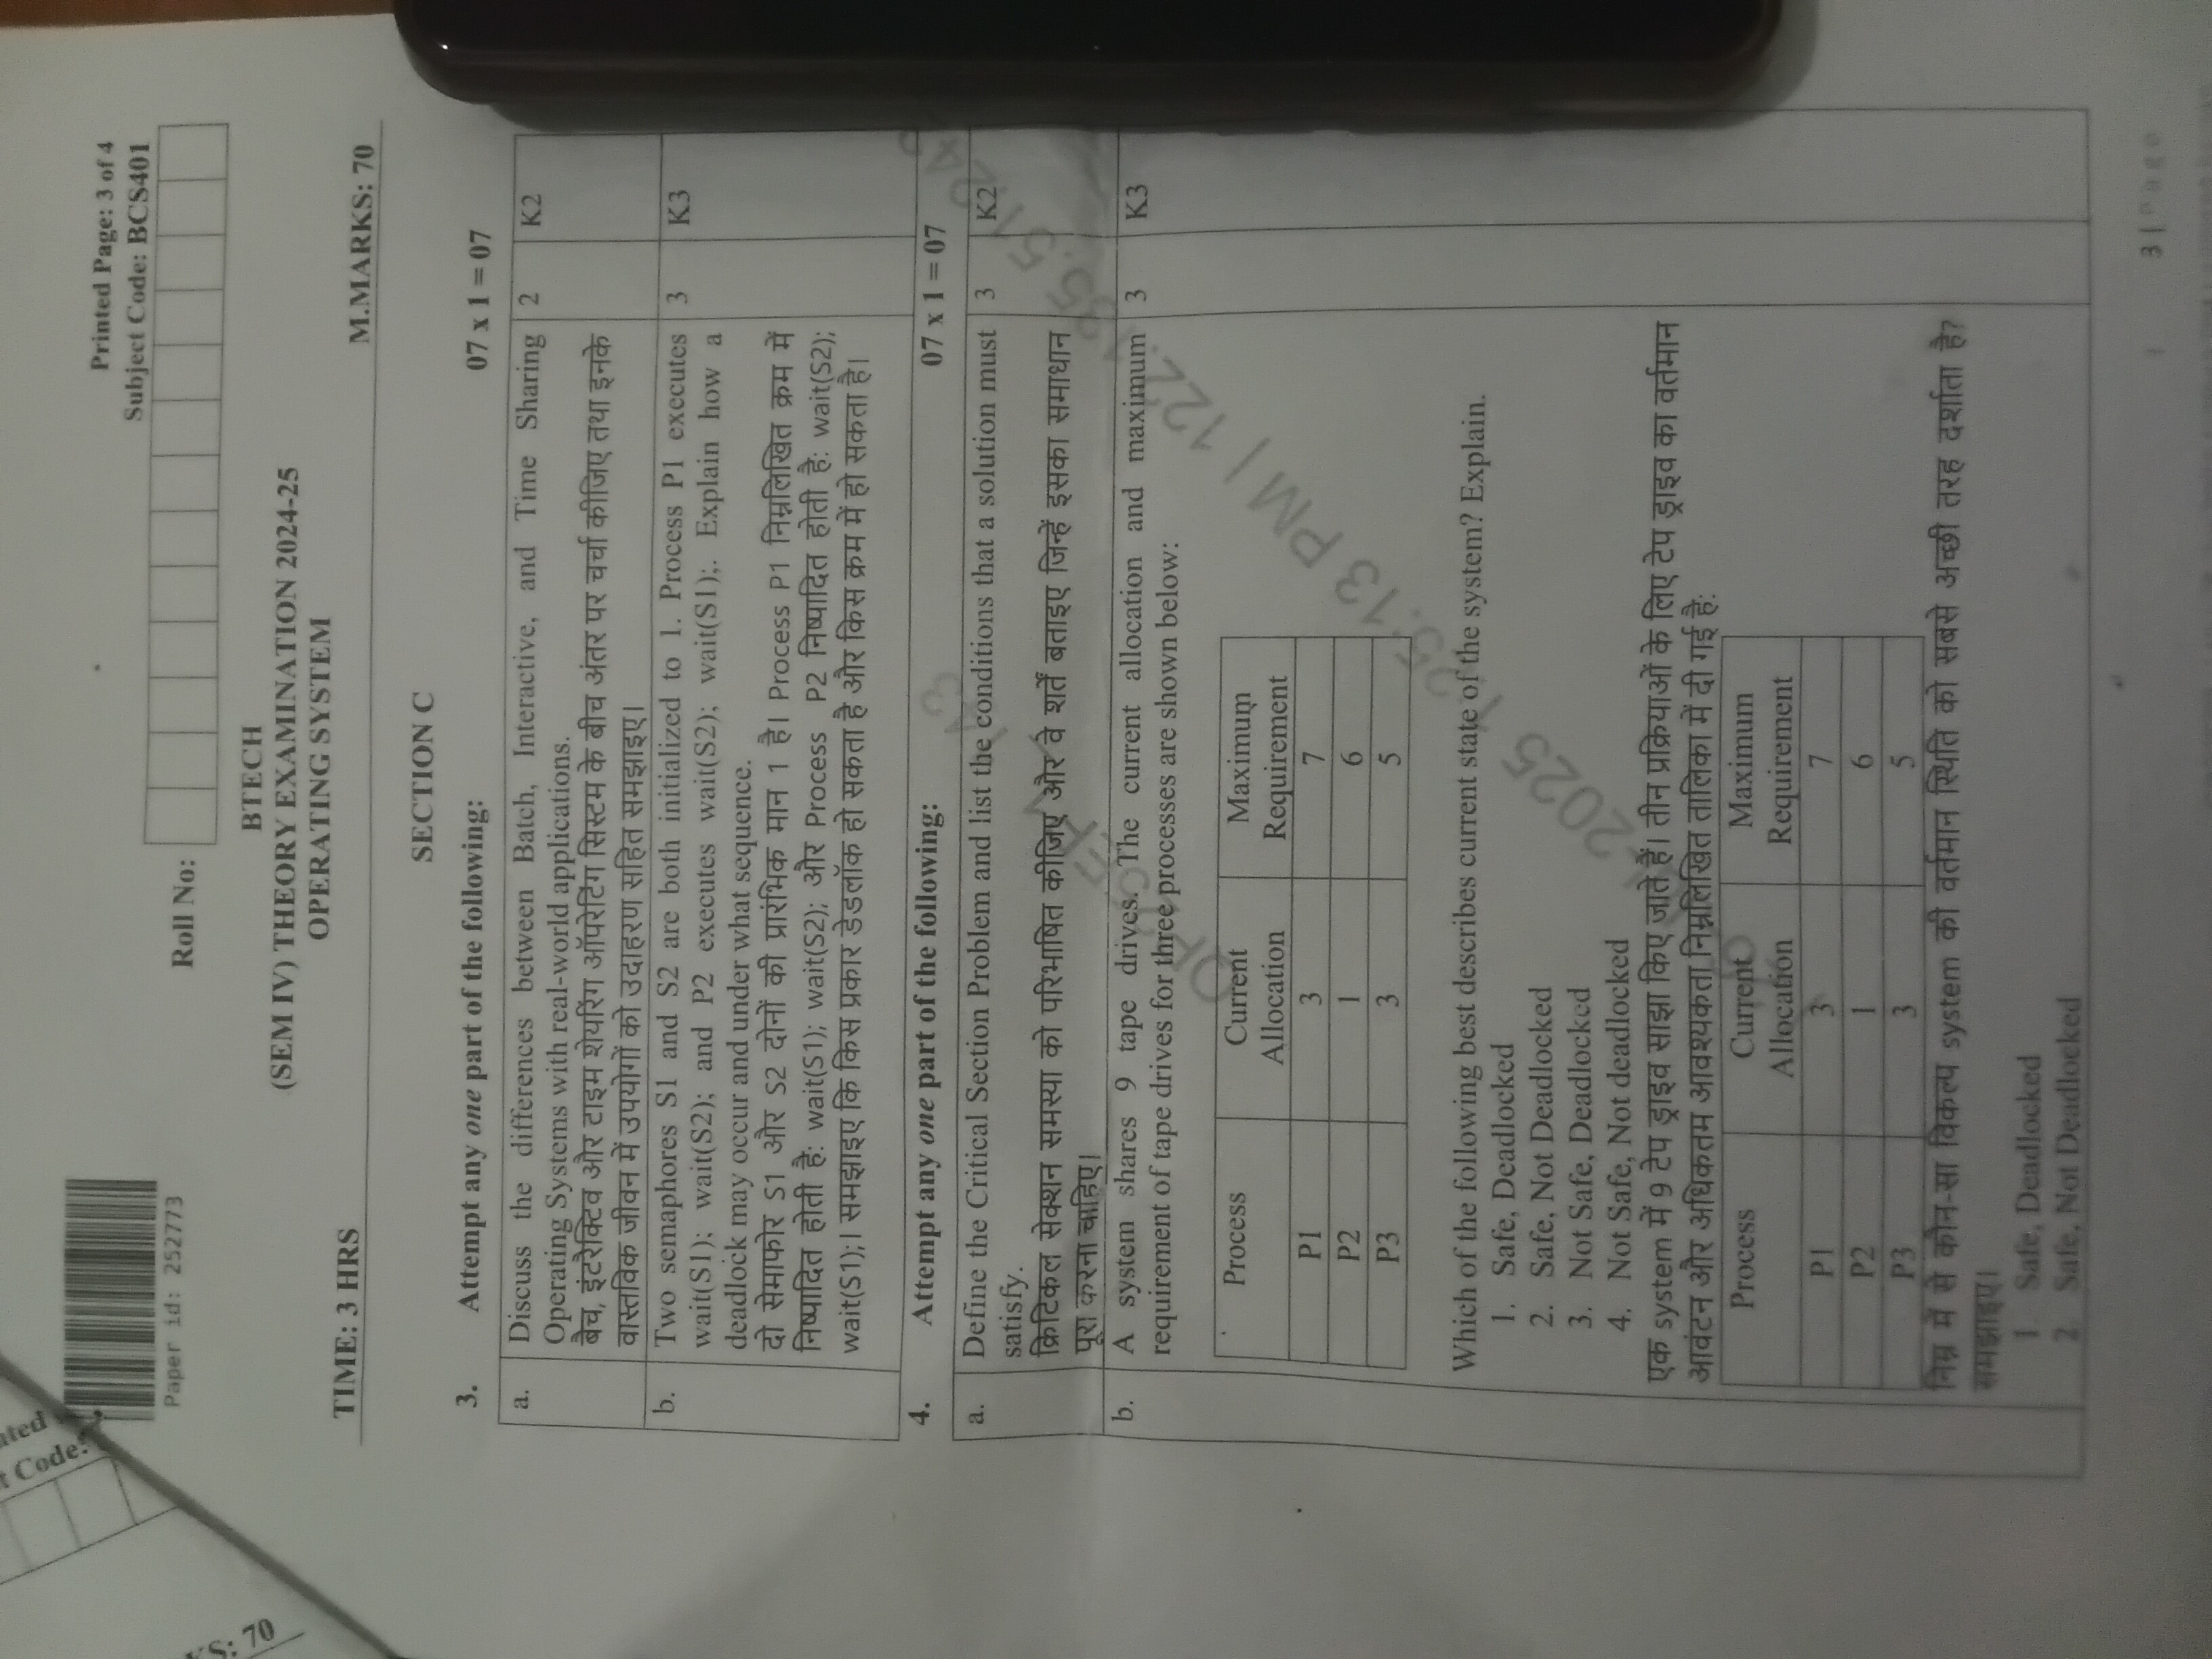 ated
t Code:
KS: 70
Paper id: 252773
Printed Page: 3 of 4
Subject Code: BCS401
Roll No:
BTECH
(SEM IV) THEORY EXAMINATION 2024-25
OPERATING SYSTEM
TIME: 3 HRS
M.MARKS: 70
SECTION C
3. Attempt any one part of the following: 07 x 1 = 07
a. Discuss the differences between Batch, Interactive, and Time Sharing 2 K2
Operating Systems with real-world applications.
बैच, इंटरैक्टिव और टाइम शेयरिंग ऑपरेटिंग सिस्टम के बीच अंतर पर चर्चा कीजिए तथा इनके
वास्तविक जीवन में उपयोगों को उदाहरण सहित समझाइए।
b. Two semaphores S1 and S2 are both initialized to 1. Process P1 executes 3 K3
wait(S1); wait(S2); and P2 executes wait(S2); wait(S1);. Explain how a
deadlock may occur and under what sequence.
दो सेमाफोर S1 और S2 दोनों की प्रारंभिक मान 1 है। Process P1 निम्नलिखित क्रम में
निष्पादित होती है: wait(S1); wait(S2); और Process P2 निष्पादित होती है: wait(S2);
wait(S1);। समझाइए कि किस प्रकार डेडलॉक हो सकता है और किस क्रम में हो सकता है।
4. Attempt any one part of the following: 07 x 1 = 07
a. Define the Critical Section Problem and list the conditions that a solution must 3 K2
satisfy.
क्रिटिकल सेक्शन समस्या को परिभाषित कीजिए और वे शर्तें बताइए जिन्हें इसका समाधान
पूरा करना चाहिए।
b. A system shares 9 tape drives. The current allocation and maximum 3 K3
requirement of tape drives for three processes are shown below:
Process Current Maximum
Allocation Requirement
P1 3 7
P2 1 6
P3 3 5
Which of the following best describes current state of the system? Explain.
1. Safe, Deadlocked
2. Safe, Not Deadlocked
3. Not Safe, Deadlocked
4. Not Safe, Not deadlocked
एक system में 9 टेप ड्राइव साझा किए जाते हैं। तीन प्रक्रियाओं के लिए टेप ड्राइव का वर्तमान
आवंटन और अधिकतम आवश्यकता निम्नलिखित तालिका में दी गई है:
Process Current Maximum
Allocation Requirement
P1 3 7
P2 1 6
P3 3 5
निम्न में से कौन-सा विकल्प system की वर्तमान स्थिति को सबसे अच्छी तरह दर्शाता है?
समझाइए।
1. Safe, Deadlocked
2. Safe, Not Deadlocked
3 | Page